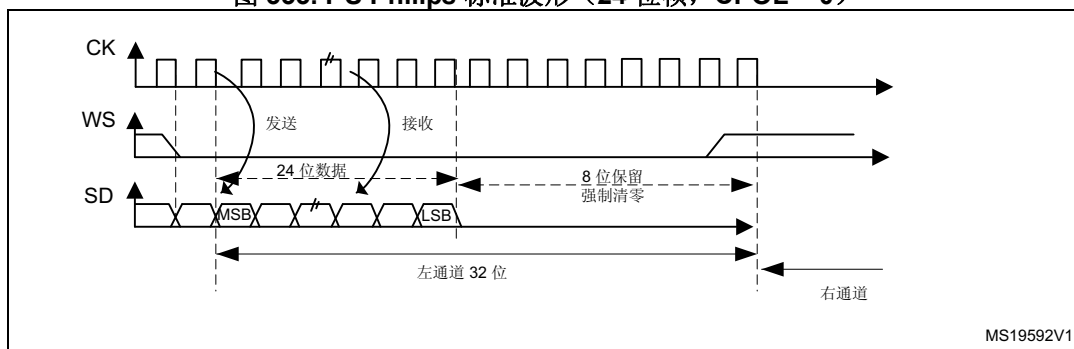 CK
WS
发送
接收
24 位数据
8 位保留
强制清零
SD
MSB
LSB
左通道 32 位
右通道
MS19592V1